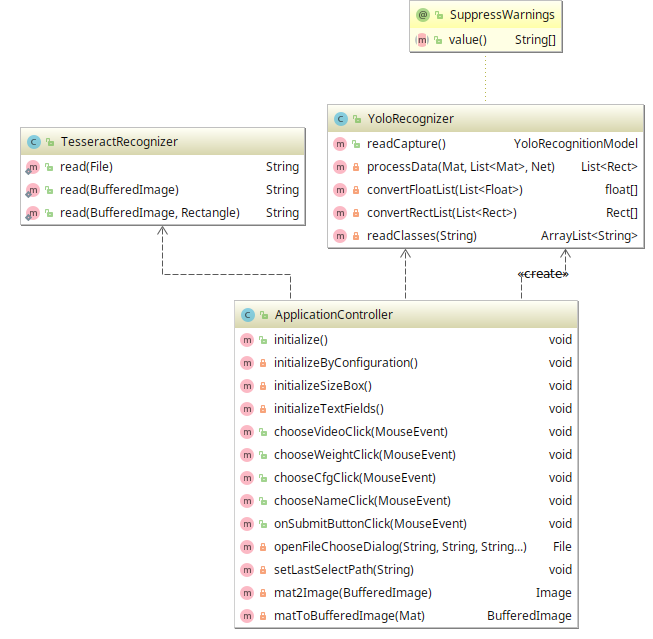 @ SuppressWarnings
m value() String[]
C TesseractRecognizer
m read(File) String
m read(BufferedImage) String
m read(BufferedImage, Rectangle) String
C YoloRecognizer
m readCapture() YoloRecognitionModel
m processData(Mat, List<Mat>, Net) List<Rect>
m convertFloatList(List<Float>) float[]
m convertRectList(List<Rect>) Rect[]
m readClasses(String) ArrayList<String>
«create»
C ApplicationController
m initialize() void
m initializeByConfiguration() void
m initializeSizeBox() void
m initializeTextFields() void
m chooseVideoClick(MouseEvent) void
m chooseWeightClick(MouseEvent) void
m chooseCfgClick(MouseEvent) void
m chooseNameClick(MouseEvent) void
m onSubmitButtonClick(MouseEvent) void
m openFileChooseDialog(String, String, String...) File
m setLastSelectPath(String) void
m mat2Image(BufferedImage) Image
m matToBufferedImage(Mat) BufferedImage